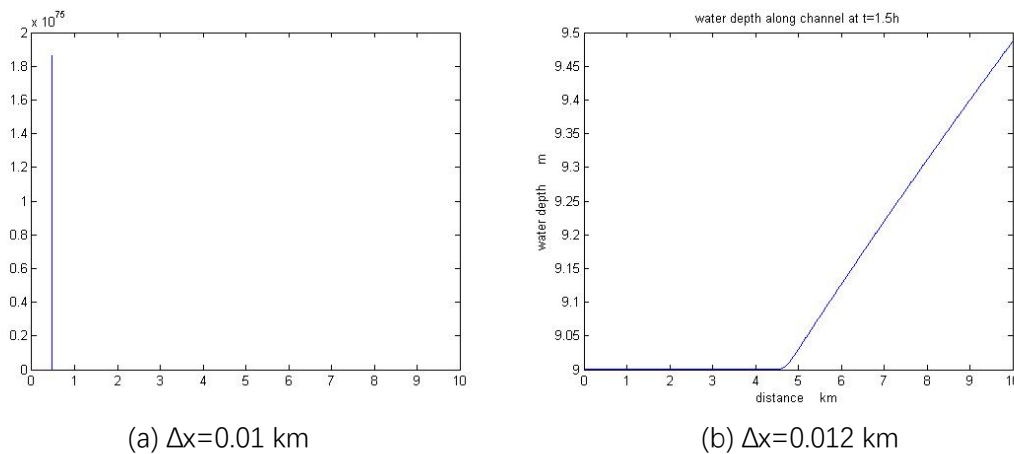 x 10^75
2
1.8
1.6
1.4
1.2
1
0.8
0.6
0.4
0.2
0
0 1 2 3 4 5 6 7 8 9 10
(a) Δx=0.01 km
water depth along channel at t=1.5h
9.5
9.45
9.4
9.35
9.3
9.25
9.2
9.15
9.1
9.05
9
water depth m
0 1 2 3 4 5 6 7 8 9 10
distance km
(b) Δx=0.012 km